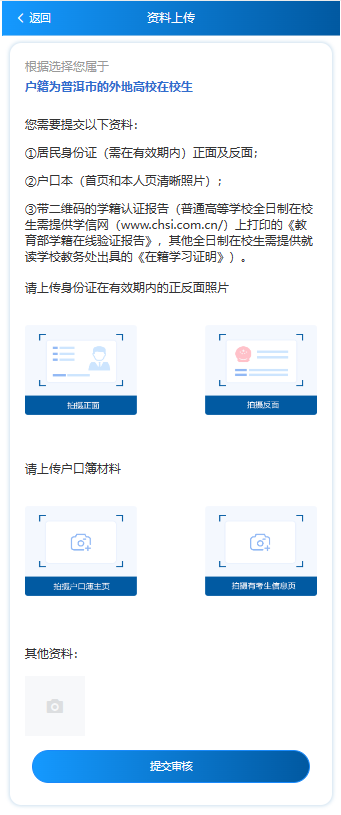 返回
资料上传
根据选择您属于
户籍为普洱市的外地高校在校生
您需要提交以下资料：
①居民身份证（需在有效期内）正面及反面；
②户口本（首页和本人页清晰照片）；
③带二维码的学籍认证报告（普通高等学校全日制在校
生需提供学信网（www.chsi.com.cn/）上打印的《教
育部学籍在线验证报告》，其他全日制在校生需提供就
读学校教务处出具的《在籍学习证明》）。
请上传身份证在有效期内的正反面照片
拍摄正面
拍摄反面
请上传户口簿材料
拍摄户口簿主页
拍摄有考生信息页
其他资料：
提交审核